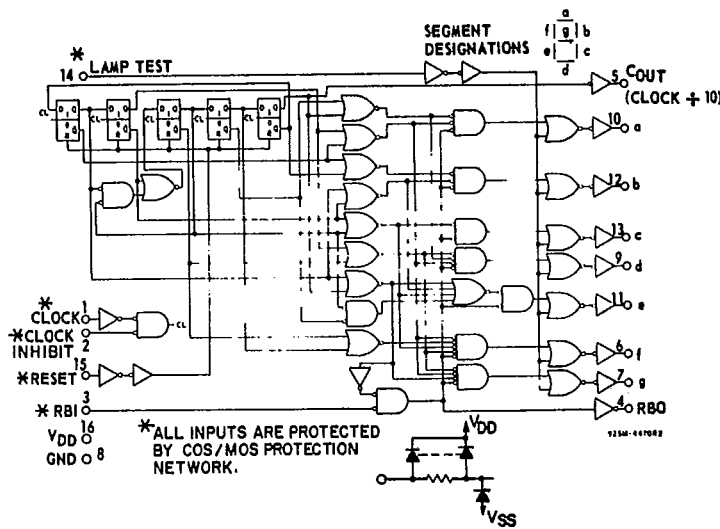 a
f g b
e c
d
SEGMENT
DESIGNATIONS
*
14 LAMP TEST
5 COUT
(CLOCK ÷ 10)
10 a
12 b
13 c
9 d
11 e
6 f
7 g
4 RBO
CL
*
CLOCK 1
*CLOCK
INHIBIT 2
CL
*RESET 15
*RBI 3
VDD 16
GND 8
*ALL INPUTS ARE PROTECTED
BY COS/MOS PROTECTION
NETWORK.
VDD
VSS